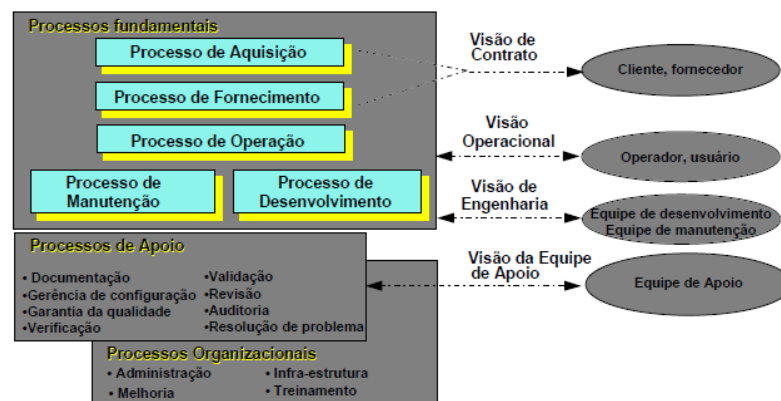 Processos fundamentais
Processo de Aquisição
Processo de Fornecimento
Processo de Operação
Processo de
Manutenção
Processo de
Desenvolvimento
Visão de
Contrato
Cliente, fornecedor
Visão
Operacional
Operador, usuário
Visão de
Engenharia
Equipe de desenvolvimento
Equipe de manutenção
Processos de Apoio
• Documentação
• Gerência de configuração
• Garantia da qualidade
• Verificação
• Validação
• Revisão
• Auditoria
• Resolução de problema
Visão da Equipe
de Apoio
Equipe de Apoio
Processos Organizacionais
• Administração
• Melhoria
• Infra-estrutura
• Treinamento